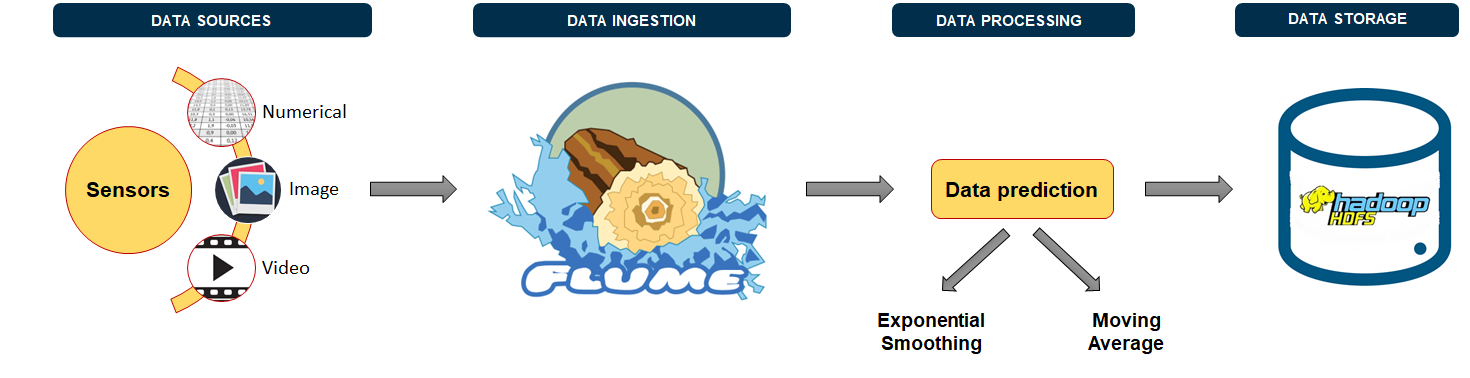 DATA SOURCES
DATA INGESTION
DATA PROCESSING
DATA STORAGE
Numerical
Sensors
Image
Video
FLUME
Data prediction
hadoop
HDFS
Exponential
Smoothing
Moving
Average